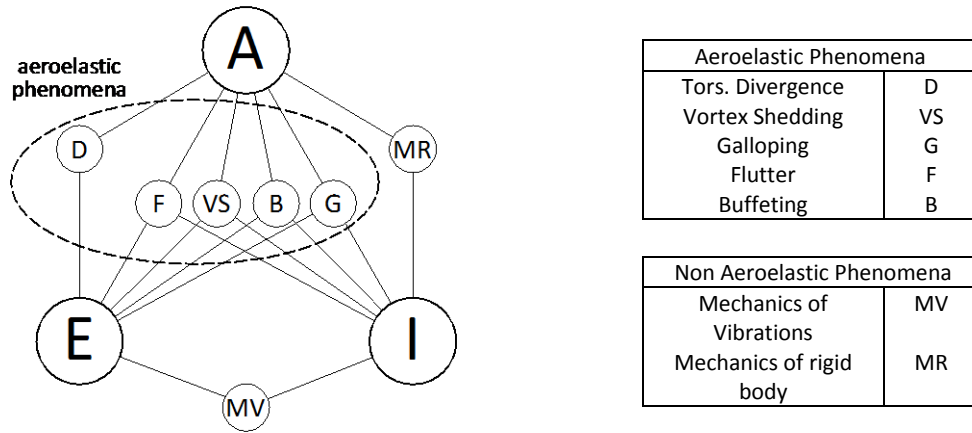 A
aeroelastic
phenomena
D
MR
F
VS
B
G
E
I
MV
Aeroelastic Phenomena
Tors. Divergence D
Vortex Shedding VS
Galloping G
Flutter F
Buffeting B
Non Aeroelastic Phenomena
Mechanics of MV
Vibrations
Mechanics of rigid MR
body